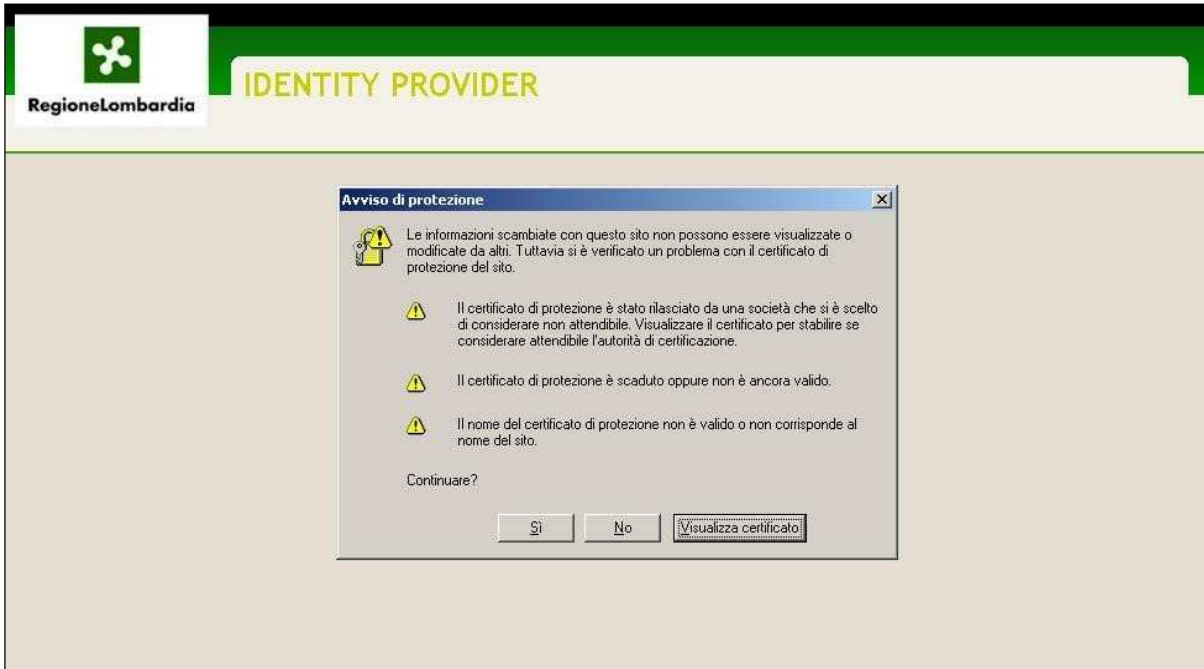 RegioneLombardia
IDENTITY PROVIDER
Avviso di protezione
Le informazioni scambiate con questo sito non possono essere visualizzate o
modificate da altri. Tuttavia si è verificato un problema con il certificato di
protezione del sito.
Il certificato di protezione è stato rilasciato da una società che si è scelto
di considerare non attendibile. Visualizzare il certificato per stabilire se
considerare attendibile l'autorità di certificazione.
Il certificato di protezione è scaduto oppure non è ancora valido.
Il nome del certificato di protezione non è valido o non corrisponde al
nome del sito.
Continuare?
Sì No Visualizza certificato